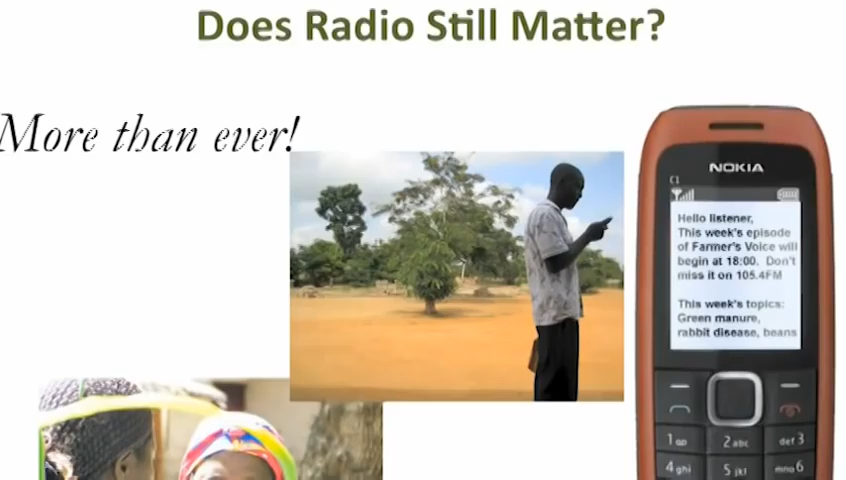 Does Radio Still Matter?
More than ever!
NOKIA
C1
Hello listener,
This week's episode
of Farmer's Voice will
begin at 18:00. Don't
miss it on 105.4FM
This week's topics:
Green manure,
rabbit disease, beans
1 2abc def3
4ghi 5jkl mno6